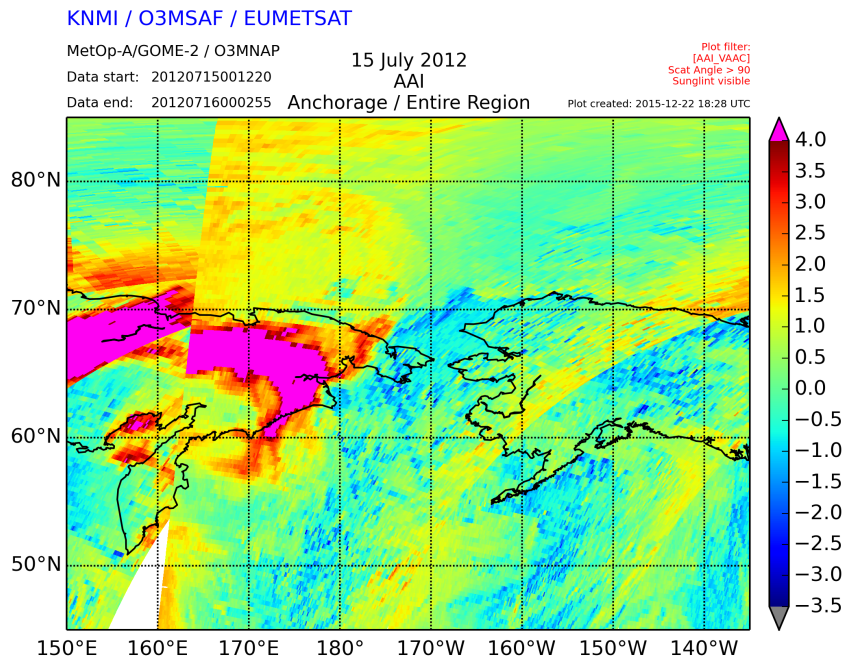 KNMI / O3MSAF / EUMETSAT
MetOp-A/GOME-2 / O3MNAP
Data start: 20120715001220
Data end: 20120716000255
15 July 2012
AAI
Anchorage / Entire Region
Plot filter:
[AAI_VAAC]
Scat Angle > 90
Sunglint visible
Plot created: 2015-12-22 18:28 UTC
80°N
70°N
60°N
50°N
150°E 160°E 170°E 180°E 170°W 160°W 150°W 140°W
4.0
3.5
3.0
2.5
2.0
1.5
1.0
0.5
0.0
−0.5
−1.0
−1.5
−2.0
−2.5
−3.0
−3.5